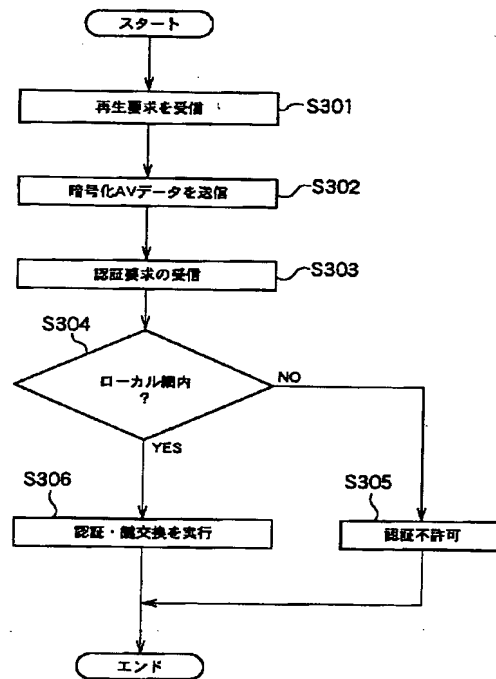 スタート
再生要求を受信
S301
暗号化AVデータを送信
S302
認証要求の受信
S303
S304
ローカル網内
?
NO
YES
S306
認証・鍵交換を実行
S305
認証不許可
エンド